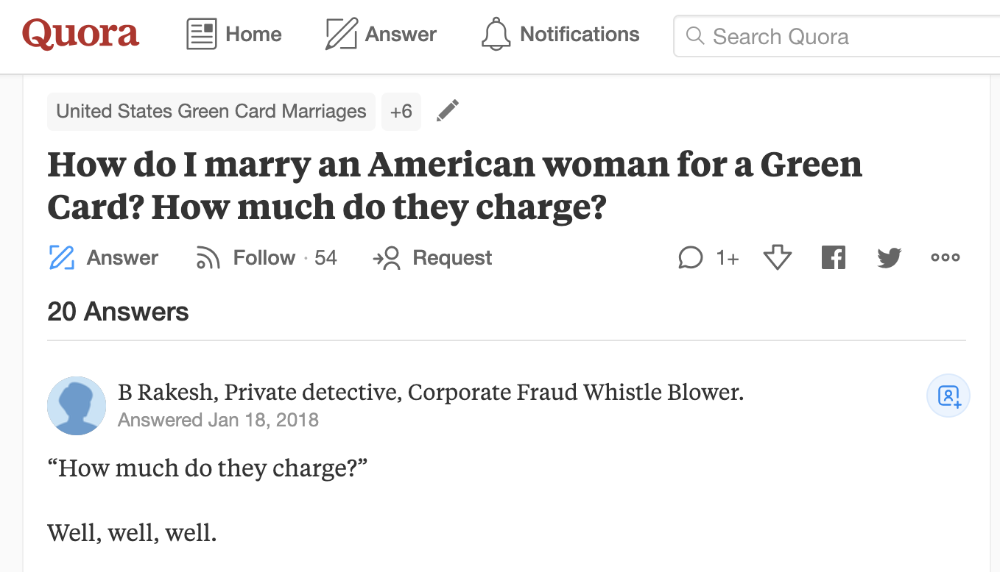 Quora Home Answer Notifications Search Quora
United States Green Card Marriages +6
How do I marry an American woman for a Green
Card? How much do they charge?
Answer Follow · 54 Request 1+
20 Answers
B Rakesh, Private detective, Corporate Fraud Whistle Blower.
Answered Jan 18, 2018
“How much do they charge?”
Well, well, well.